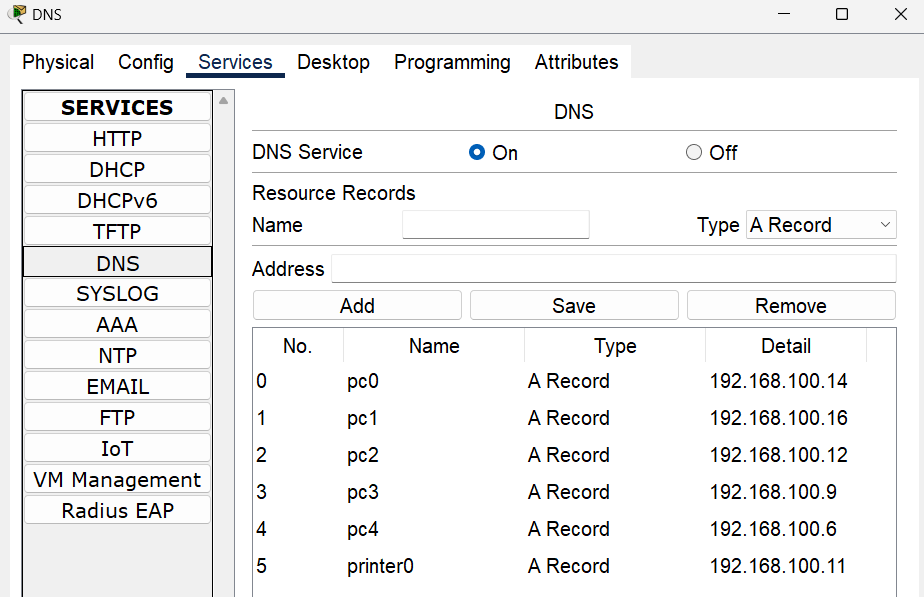 DNS
Physical Config Services Desktop Programming Attributes
SERVICES
HTTP
DHCP
DHCPv6
TFTP
DNS
SYSLOG
AAA
NTP
EMAIL
FTP
IoT
VM Management
Radius EAP
DNS
DNS Service On Off
Resource Records
Name Type A Record
Address
Add Save Remove
No. Name Type Detail
0 pc0 A Record 192.168.100.14
1 pc1 A Record 192.168.100.16
2 pc2 A Record 192.168.100.12
3 pc3 A Record 192.168.100.9
4 pc4 A Record 192.168.100.6
5 printer0 A Record 192.168.100.11